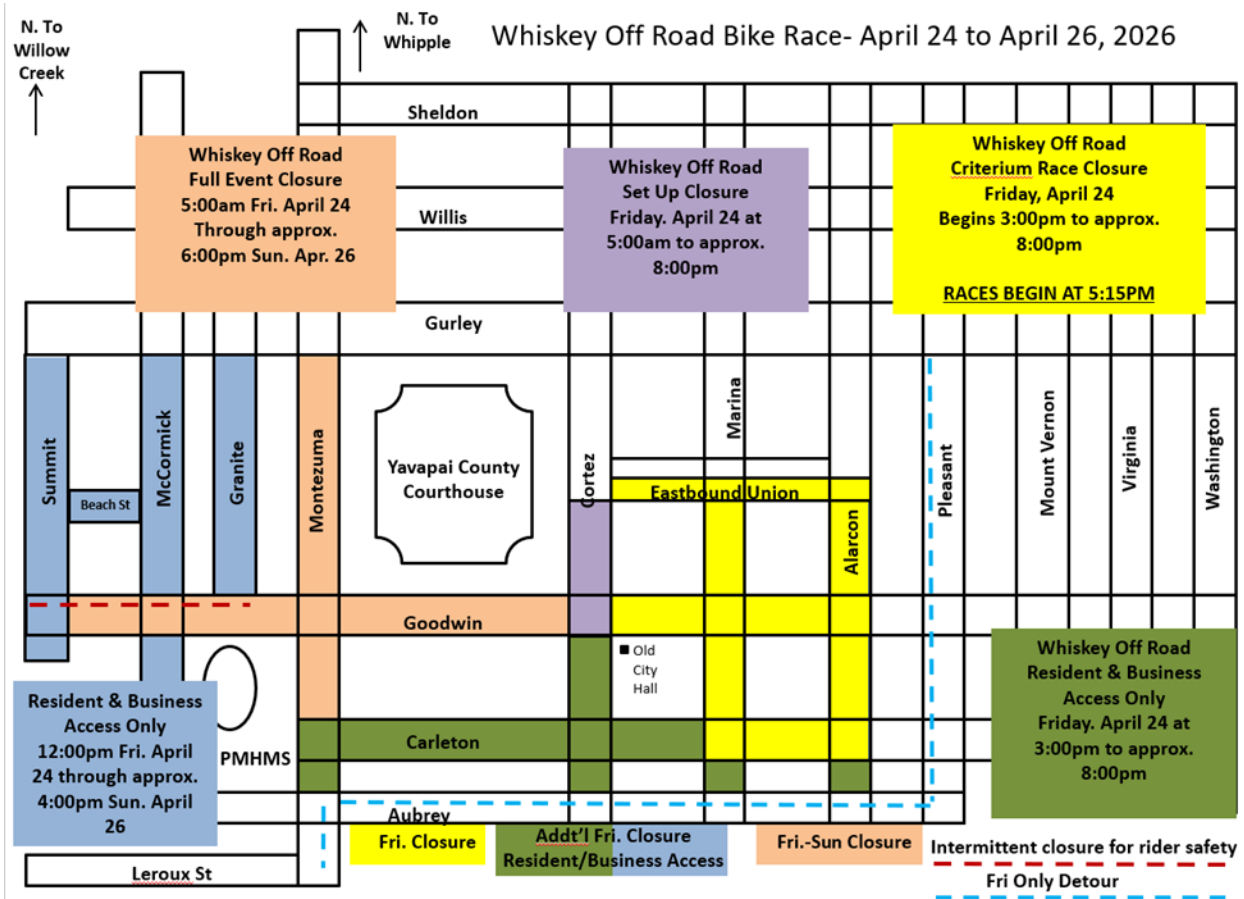 N. To
Willow
Creek
N. To
Whipple
Whiskey Off Road Bike Race- April 24 to April 26, 2026
Sheldon
Whiskey Off Road
Full Event Closure
5:00am Fri. April 24
Through approx.
6:00pm Sun. Apr. 26
Willis
Whiskey Off Road
Set Up Closure
Friday. April 24 at
5:00am to approx.
8:00pm
Whiskey Off Road
Criterium Race Closure
Friday, April 24
Begins 3:00pm to approx.
8:00pm
RACES BEGIN AT 5:15PM
Gurley
Summit
Beach St
McCormick
Granite
Montezuma
Yavapai County
Courthouse
Cortez
Marina
Eastbound Union
Alarcon
Pleasant
Mount Vernon
Virginia
Washington
Goodwin
Old
City
Hall
Whiskey Off Road
Resident & Business
Access Only
Friday. April 24 at
3:00pm to approx.
8:00pm
Resident & Business
Access Only
12:00pm Fri. April
24 through approx.
4:00pm Sun. April
26
PMHMS
Carleton
Aubrey
Leroux St
Fri. Closure
Addt'l Fri. Closure
Resident/Business Access
Fri.-Sun Closure
Intermittent closure for rider safety
Fri Only Detour